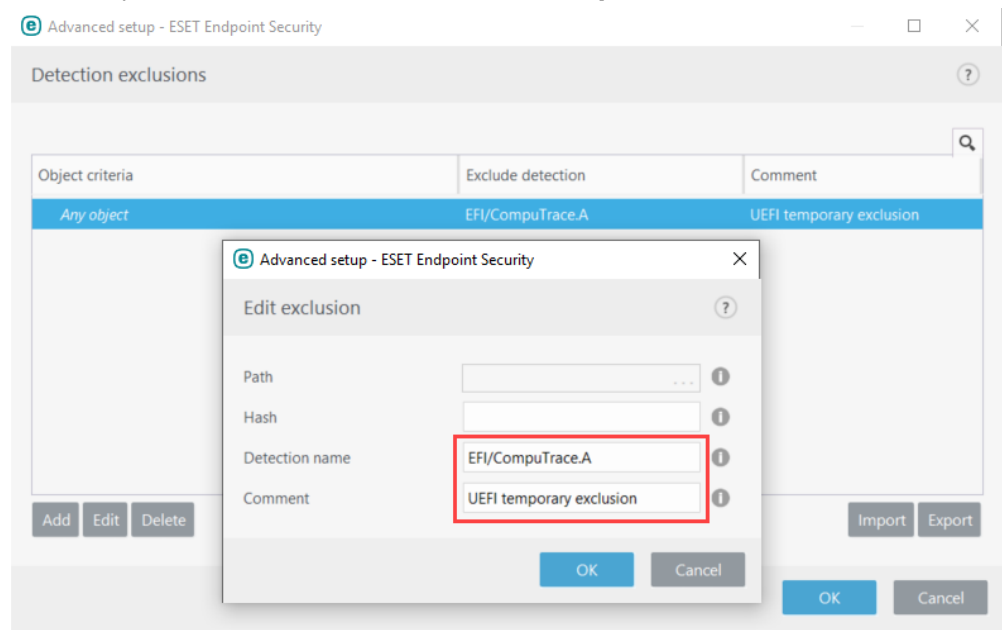 Advanced setup - ESET Endpoint Security
Detection exclusions
?
Object criteria Exclude detection Comment
Any object EFI/CompuTrace.A UEFI temporary exclusion
Advanced setup - ESET Endpoint Security
Edit exclusion
?
Path ...
Hash
Detection name EFI/CompuTrace.A
Comment UEFI temporary exclusion
Add Edit Delete Import Export
OK Cancel
OK Cancel